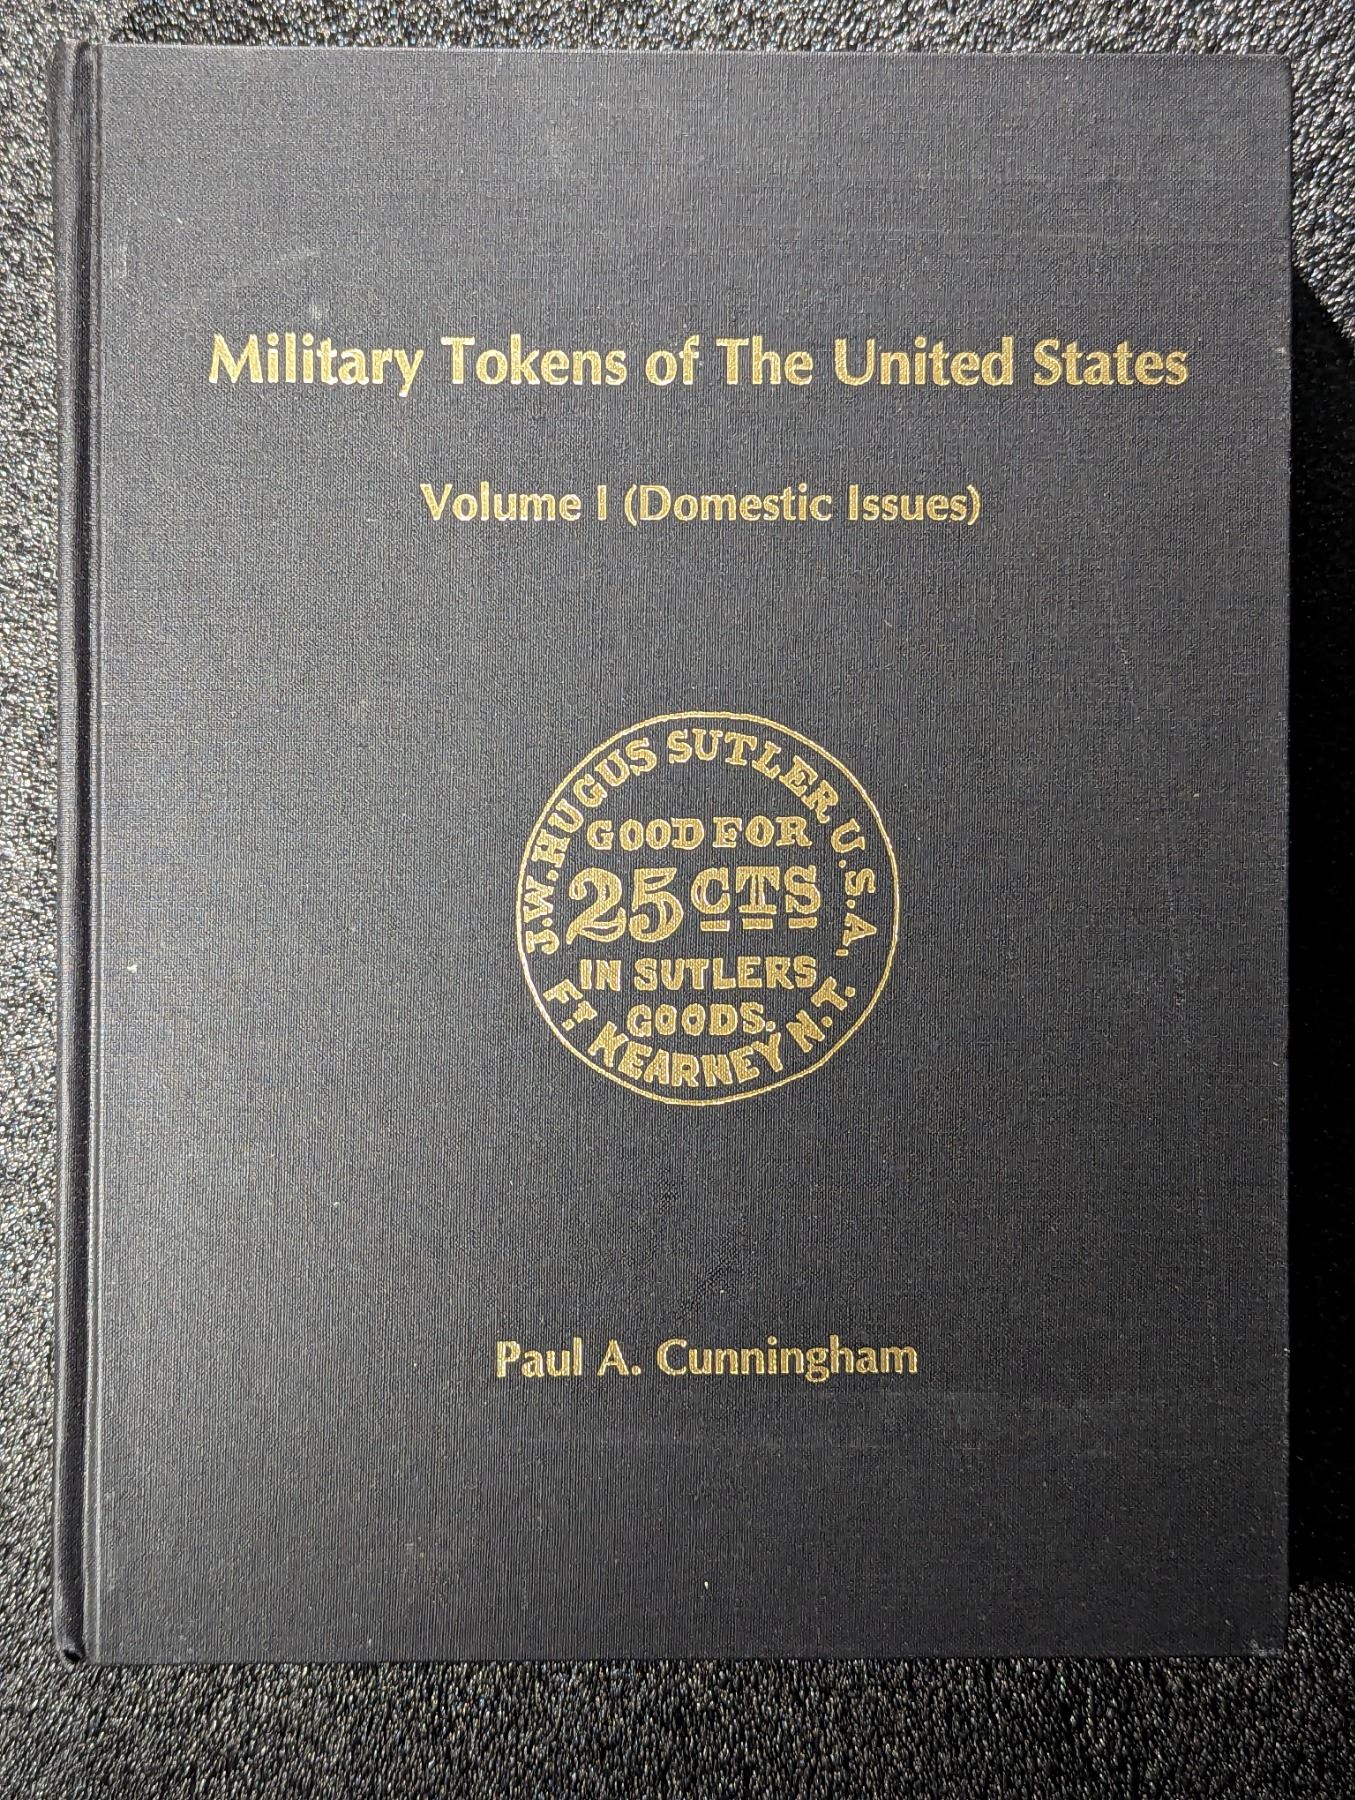 Military Tokens of The United States
Volume I (Domestic Issues)
J.W. HUGUS SUTLER U.S.A,
GOOD FOR
25 CTS
IN SUTLERS
GOODS.
FT. KEARNEY N.T.
Paul A. Cunningham